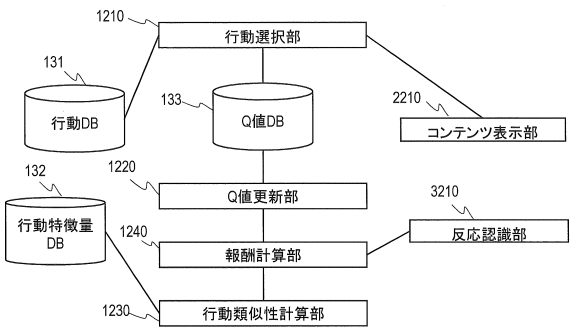 1210
行動選択部
131
行動DB
133
Q値DB
2210
コンテンツ表示部
1220
Q値更新部
132
行動特徴量
DB
1240
報酬計算部
3210
反応認識部
1230
行動類似性計算部